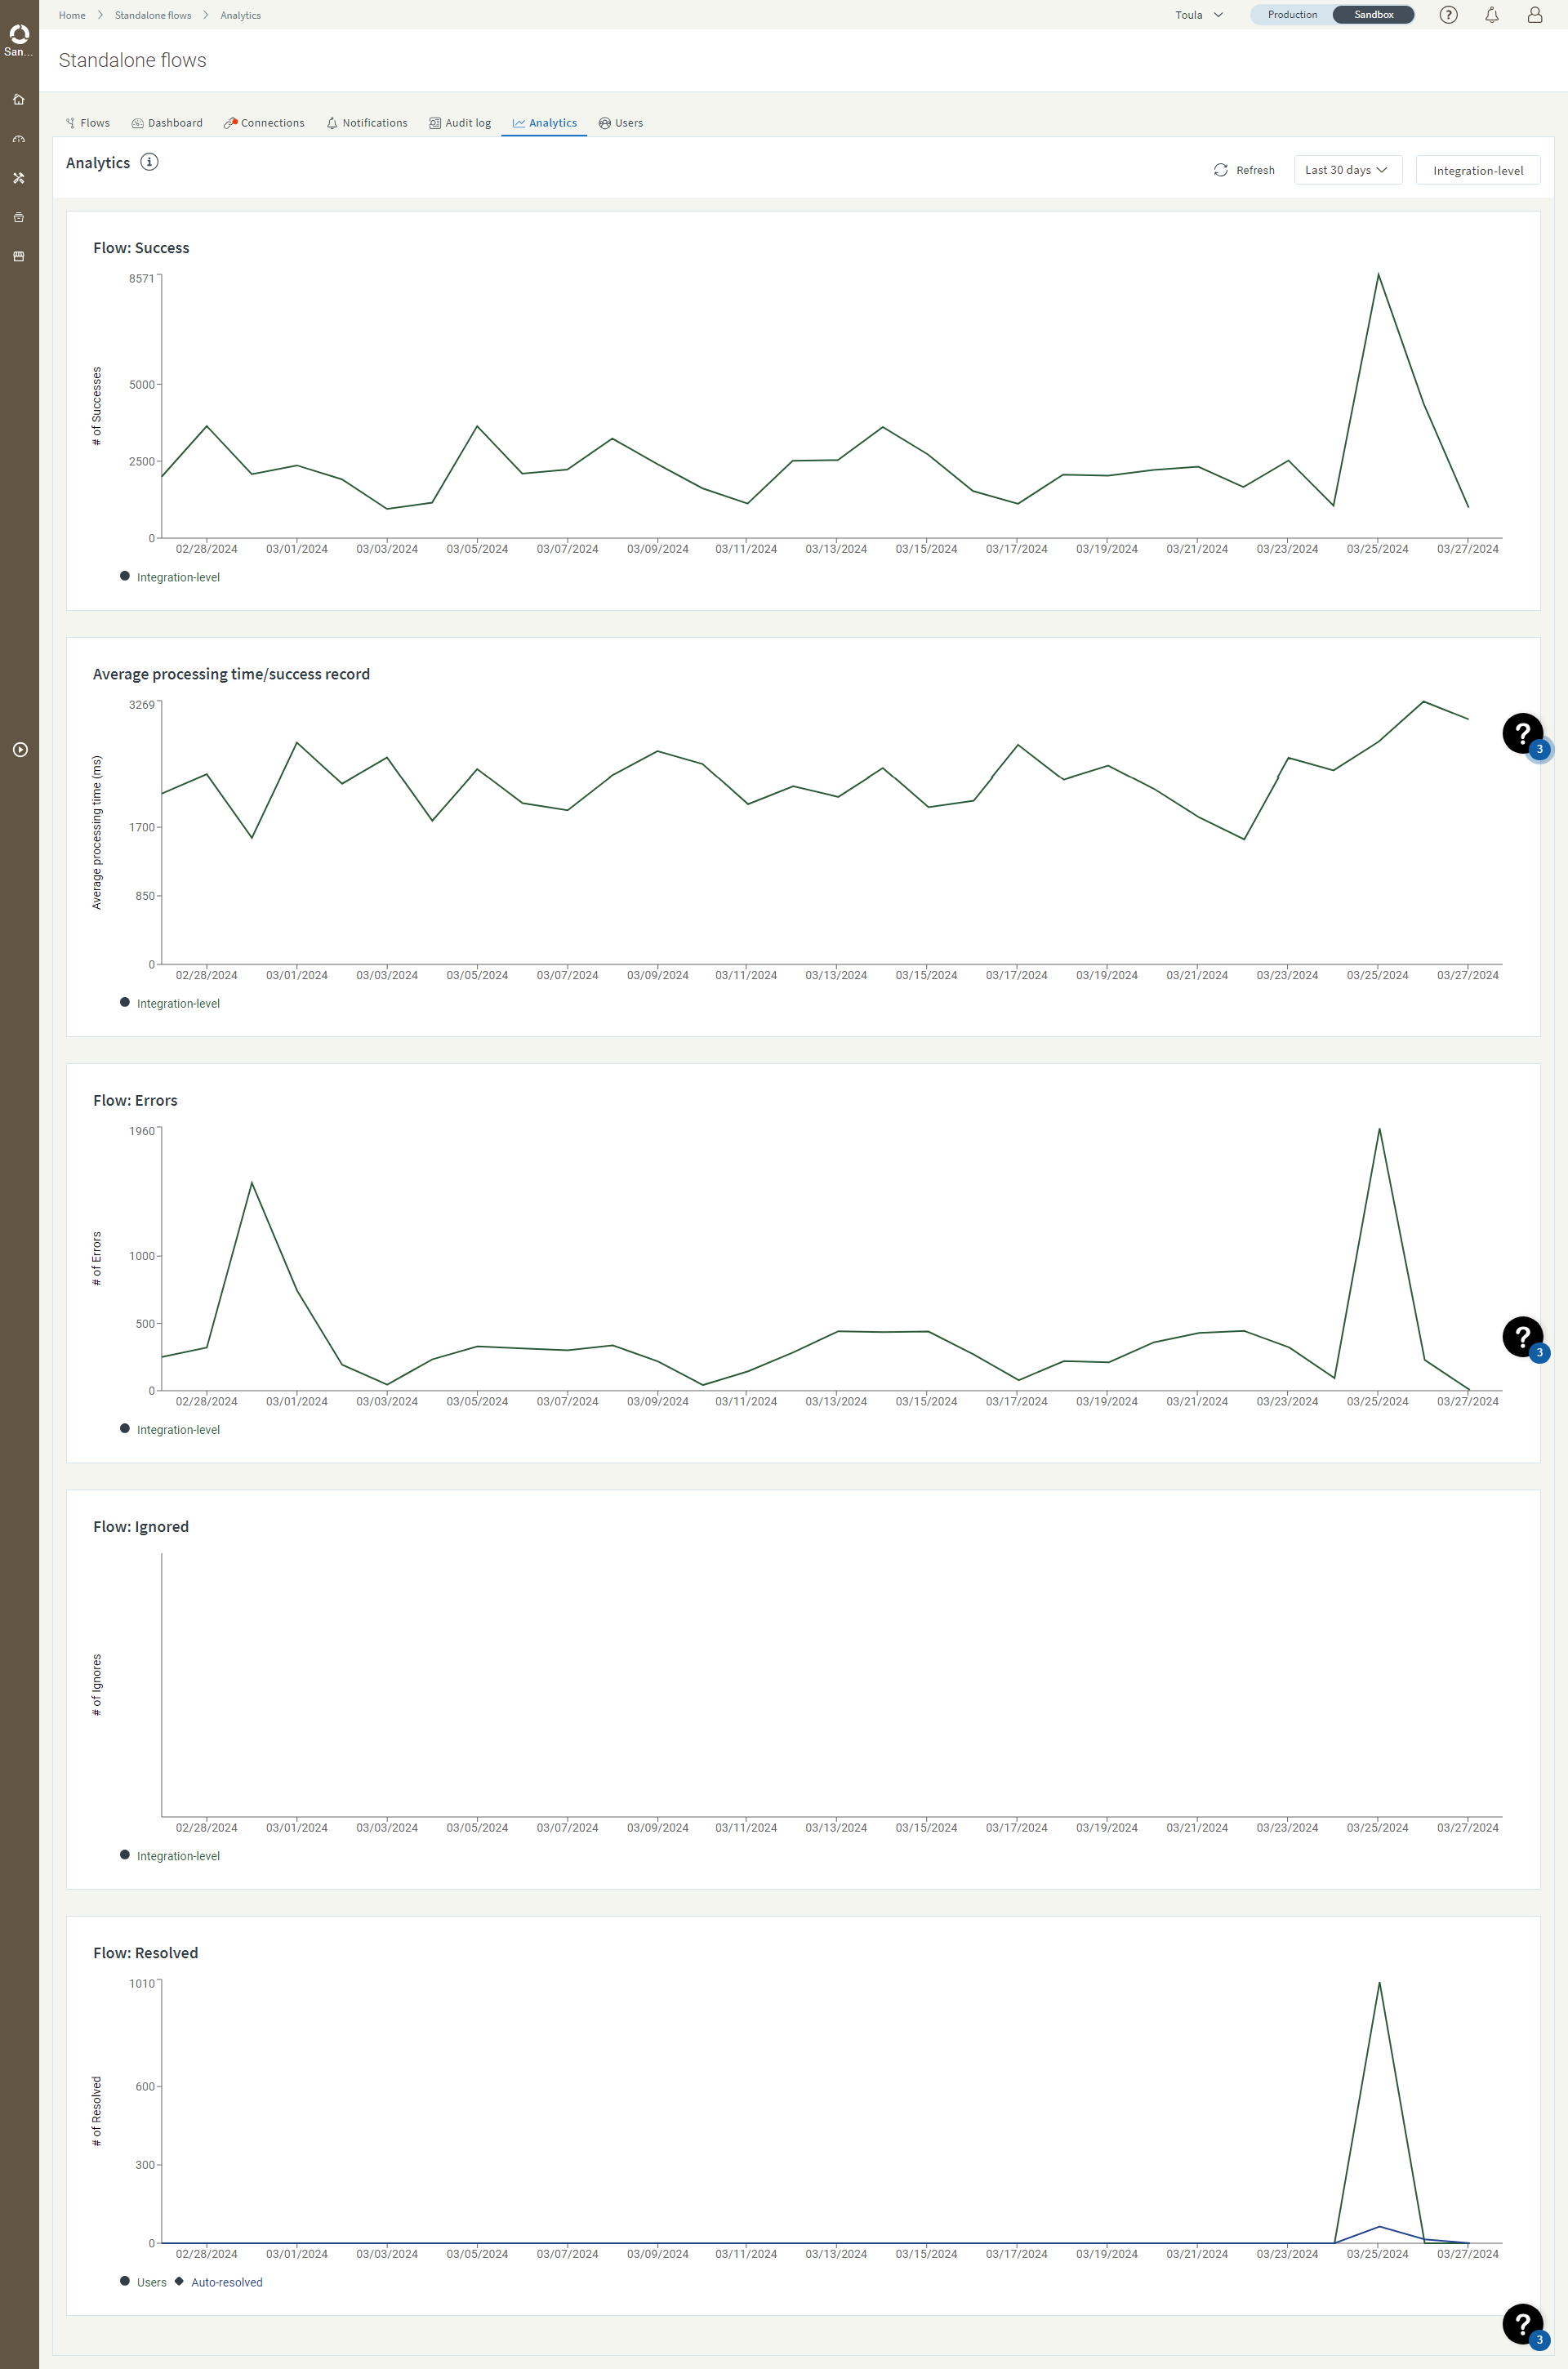 Home Standalone flows Analytics Toula Production Sandbox ?
San...
Standalone flows
Flows Dashboard Connections Notifications Audit log Analytics Users
Analytics i Refresh Last 30 days Integration-level
Flow: Success
8571
5000
2500
0
# of Successes
02/28/2024 03/01/2024 03/03/2024 03/05/2024 03/07/2024 03/09/2024 03/11/2024 03/13/2024 03/15/2024 03/17/2024 03/19/2024 03/21/2024 03/23/2024 03/25/2024 03/27/2024
Integration-level
Average processing time/success record
3269
1700
850
0
Average processing time (ms)
02/28/2024 03/01/2024 03/03/2024 03/05/2024 03/07/2024 03/09/2024 03/11/2024 03/13/2024 03/15/2024 03/17/2024 03/19/2024 03/21/2024 03/23/2024 03/25/2024 03/27/2024
Integration-level
? 3
Flow: Errors
1960
1000
500
0
# of Errors
02/28/2024 03/01/2024 03/03/2024 03/05/2024 03/07/2024 03/09/2024 03/11/2024 03/13/2024 03/15/2024 03/17/2024 03/19/2024 03/21/2024 03/23/2024 03/25/2024 03/27/2024
Integration-level
? 3
Flow: Ignored
# of Ignores
02/28/2024 03/01/2024 03/03/2024 03/05/2024 03/07/2024 03/09/2024 03/11/2024 03/13/2024 03/15/2024 03/17/2024 03/19/2024 03/21/2024 03/23/2024 03/25/2024 03/27/2024
Integration-level
Flow: Resolved
1010
600
300
0
# of Resolved
02/28/2024 03/01/2024 03/03/2024 03/05/2024 03/07/2024 03/09/2024 03/11/2024 03/13/2024 03/15/2024 03/17/2024 03/19/2024 03/21/2024 03/23/2024 03/25/2024 03/27/2024
Users Auto-resolved
? 3